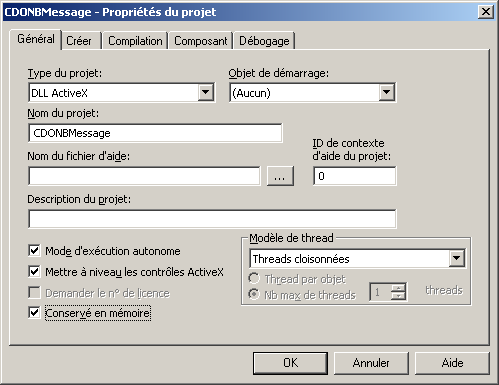 CDONBMessage - Propriétés du projet
Général Créer Compilation Composant Débogage
Type du projet: Objet de démarrage:
DLL ActiveX (Aucun)
Nom du projet:
CDONBMessage
Nom du fichier d'aide: ID de contexte
d'aide du projet:
... 0
Description du projet:
Mode d'exécution autonome
Mettre à niveau les contrôles ActiveX
Demander le n° de licence
Conservé en mémoire
Modèle de thread
Threads cloisonnées
Thread par objet
Nb max de threads 1 threads
OK Annuler Aide